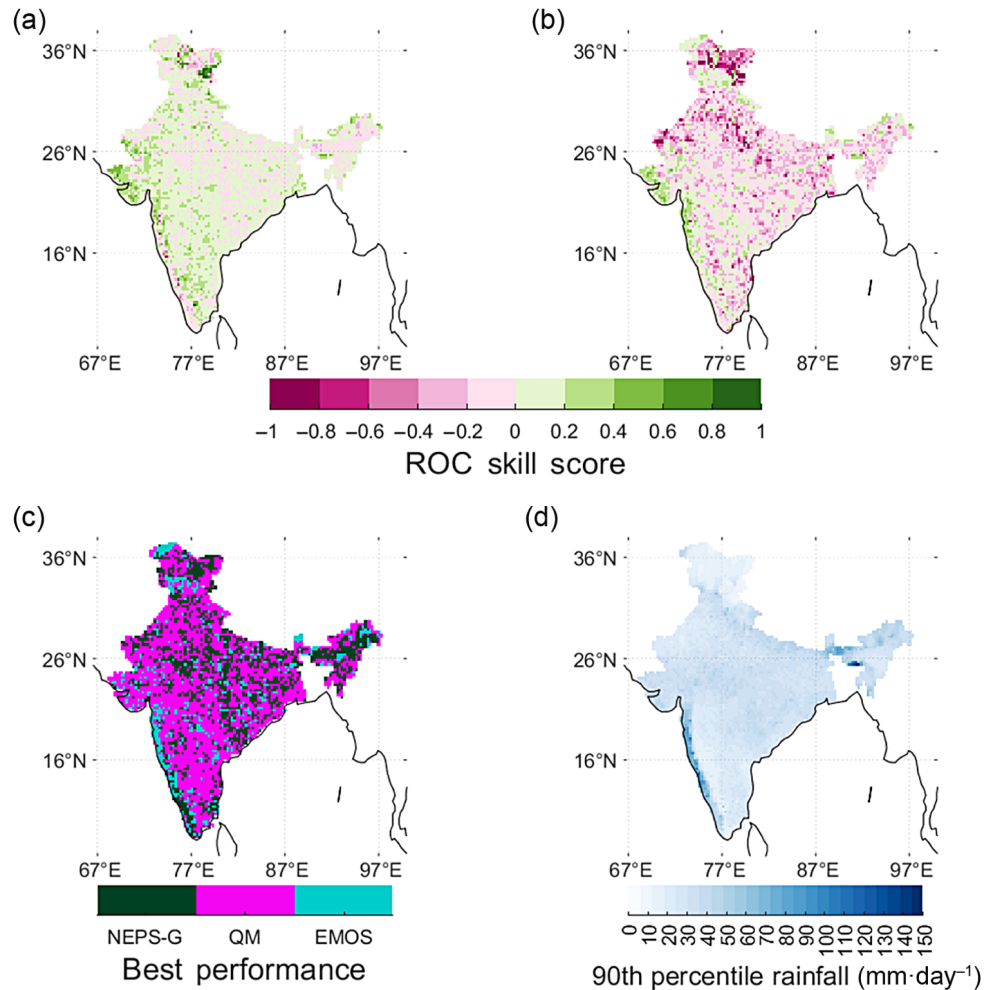 (a)
(b)
36°N
26°N
16°N
67°E 77°E 87°E 97°E
36°N
26°N
16°N
67°E 77°E 87°E 97°E
–1 –0.8 –0.6 –0.4 –0.2 0 0.2 0.4 0.6 0.8 1
ROC skill score
(c)
(d)
36°N
26°N
16°N
67°E 77°E 87°E 97°E
36°N
26°N
16°N
67°E 77°E 87°E 97°E
NEPS-G QM EMOS
Best performance
0 10 20 30 40 50 60 70 80 90 100 110 120 130 140 150
90th percentile rainfall (mm·day⁻¹)